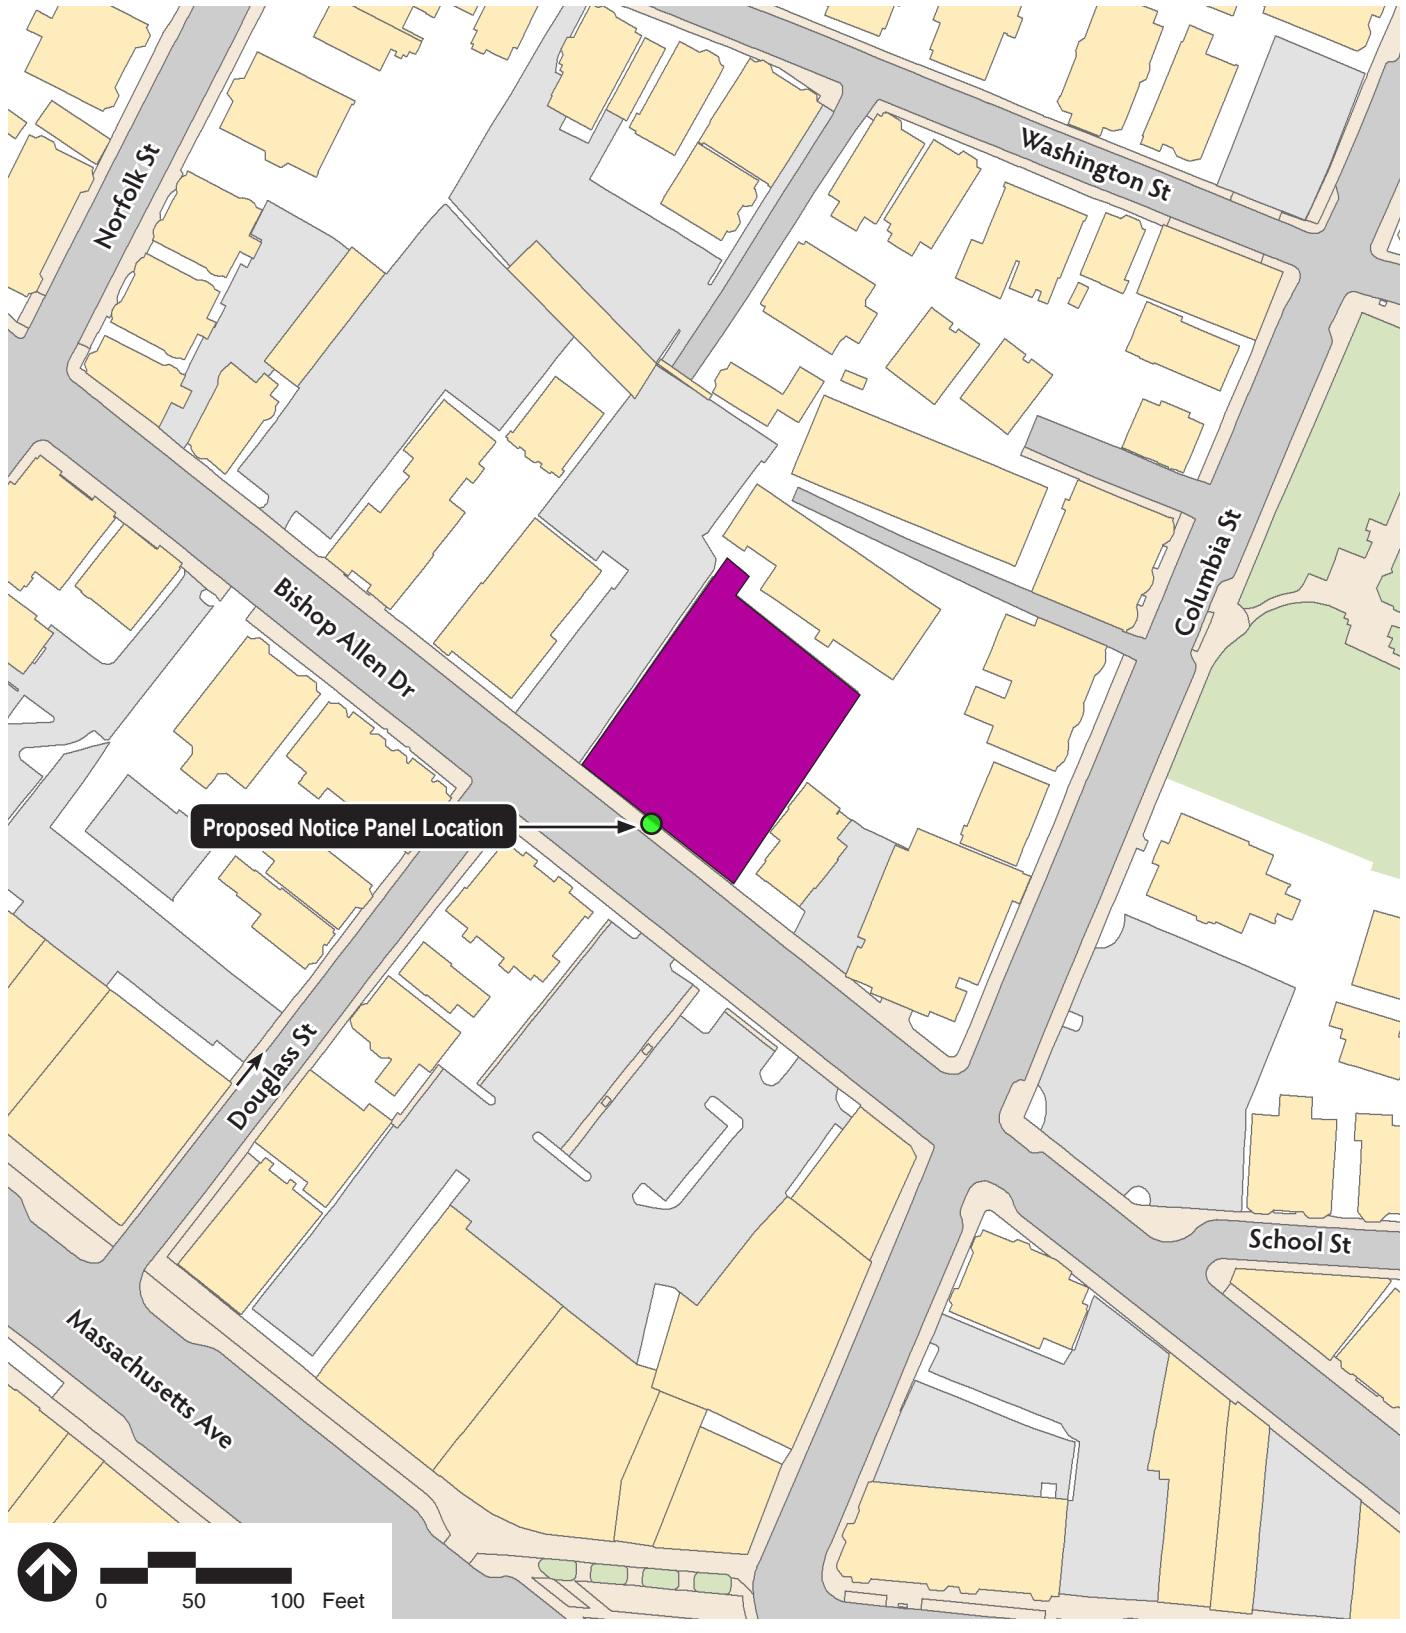 Washington St
Norfolk St
Columbia St
Bishop Allen Dr
Proposed Notice Panel Location
Douglass St
School St
Massachusetts Ave
0 50 100 Feet